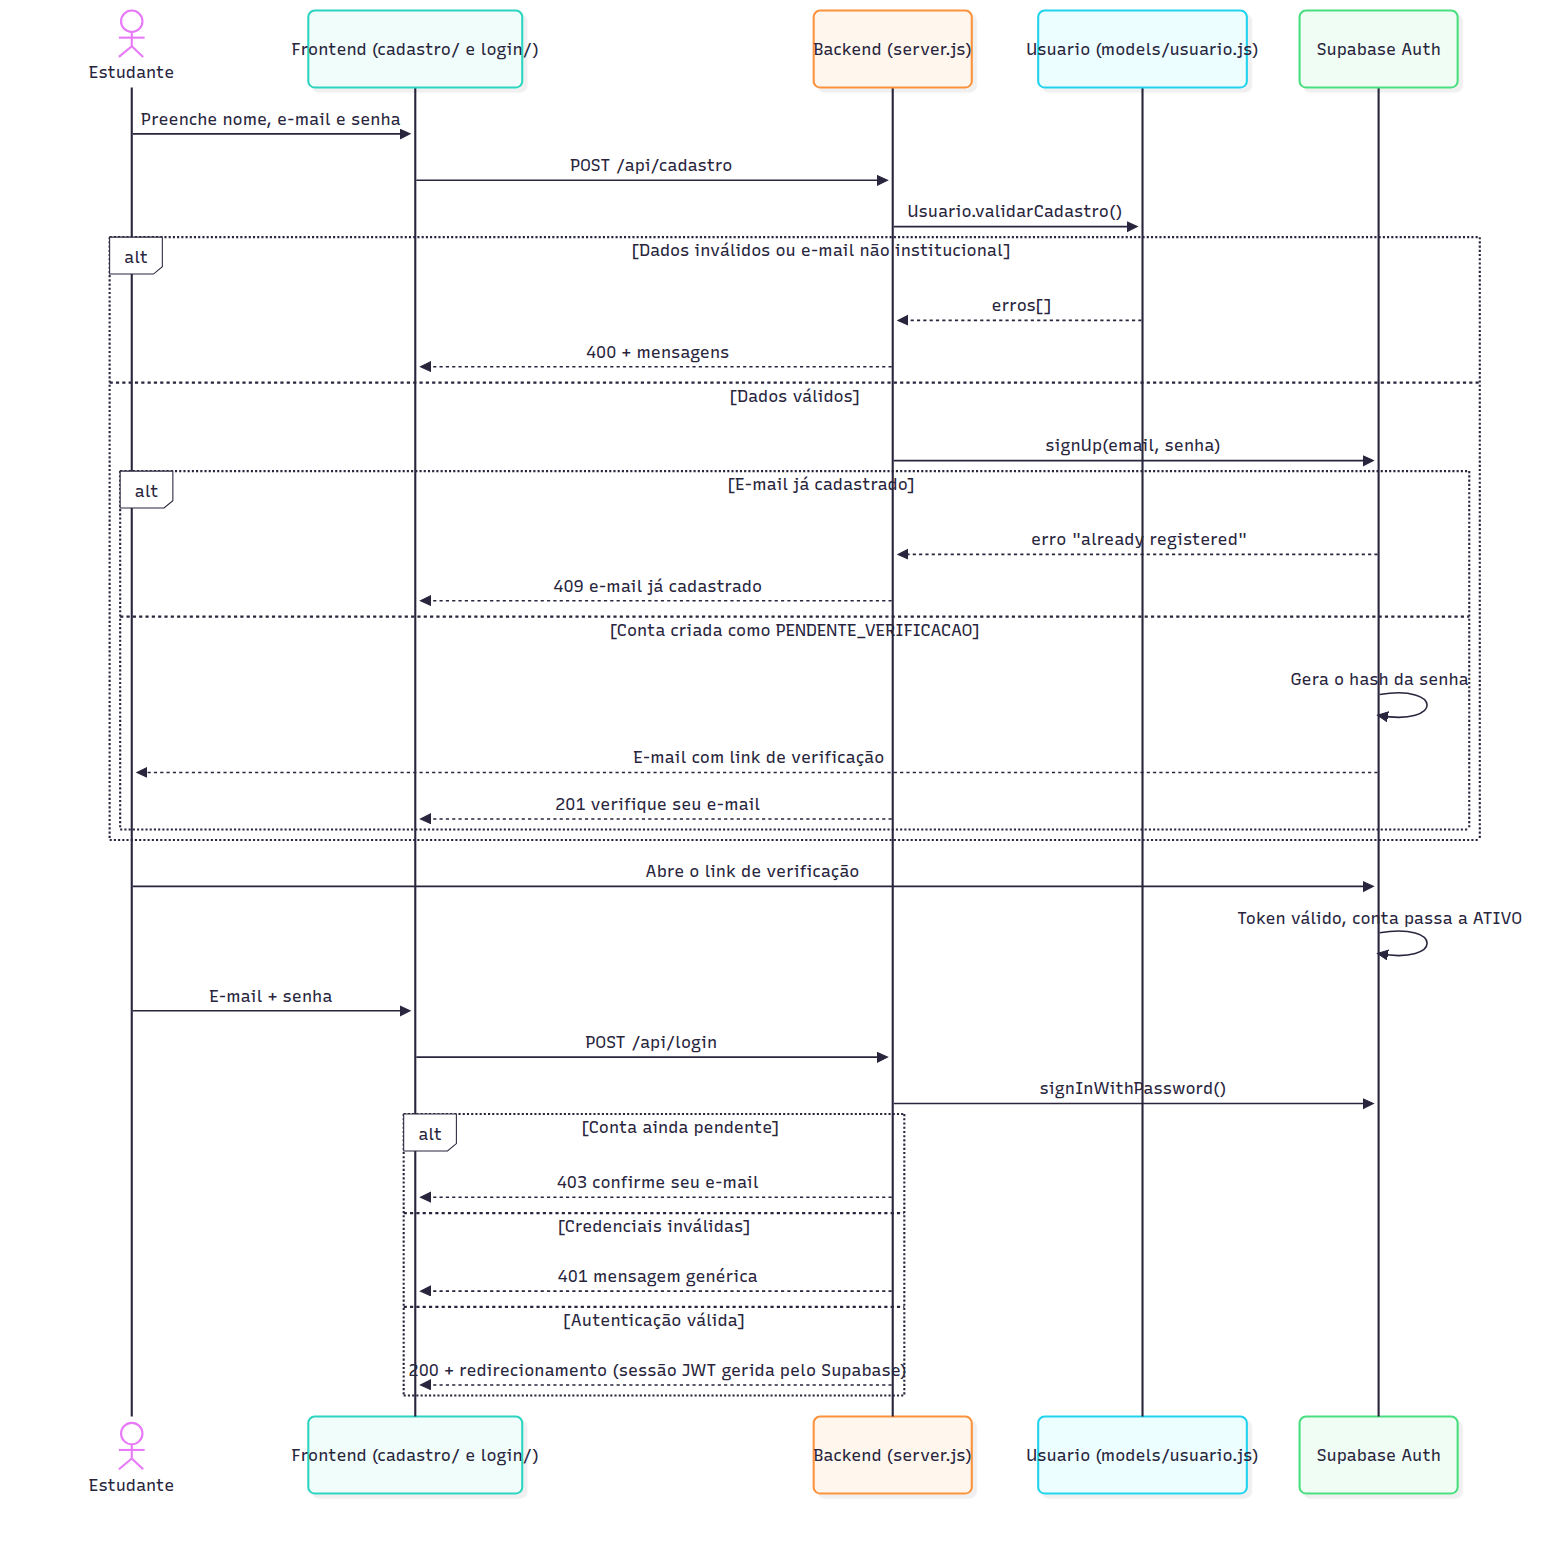 Estudante
Frontend (cadastro/ e login/)
Backend (server.js)
Usuario (models/usuario.js)
Supabase Auth
Preenche nome, e-mail e senha
POST /api/cadastro
Usuario.validarCadastro()
alt
[Dados inválidos ou e-mail não institucional]
erros[]
400 + mensagens
[Dados válidos]
signUp(email, senha)
alt
[E-mail já cadastrado]
erro "already registered"
409 e-mail já cadastrado
[Conta criada como PENDENTE_VERIFICACAO]
Gera o hash da senha
E-mail com link de verificação
201 verifique seu e-mail
Abre o link de verificação
Token válido, conta passa a ATIVO
E-mail + senha
POST /api/login
signInWithPassword()
alt
[Conta ainda pendente]
403 confirme seu e-mail
[Credenciais inválidas]
401 mensagem genérica
[Autenticação válida]
200 + redirecionamento (sessão JWT gerida pelo Supabase)
Estudante
Frontend (cadastro/ e login/)
Backend (server.js)
Usuario (models/usuario.js)
Supabase Auth